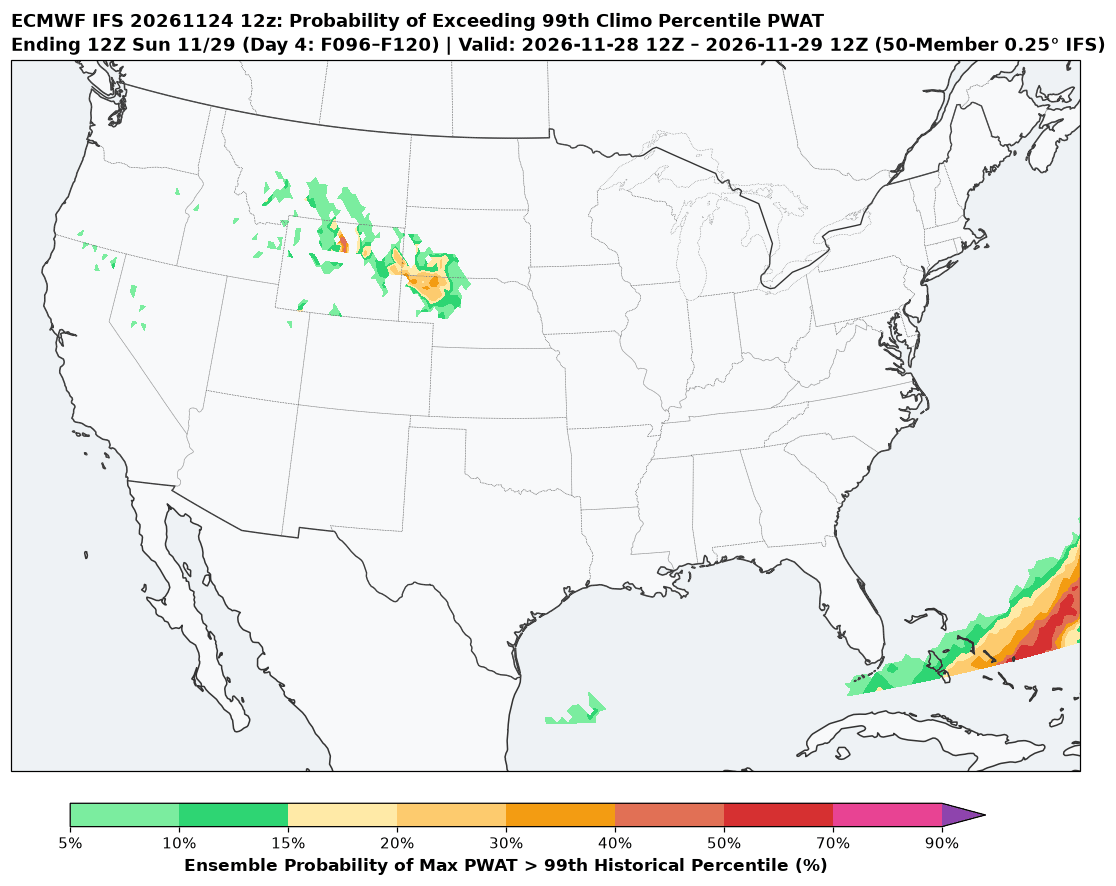 ECMWF IFS 20261124 12z: Probability of Exceeding 99th Climo Percentile PWAT
Ending 12Z Sun 11/29 (Day 4: F096–F120) | Valid: 2026-11-28 12Z – 2026-11-29 12Z (50-Member 0.25° IFS)
5% 10% 15% 20% 30% 40% 50% 70% 90%
Ensemble Probability of Max PWAT > 99th Historical Percentile (%)